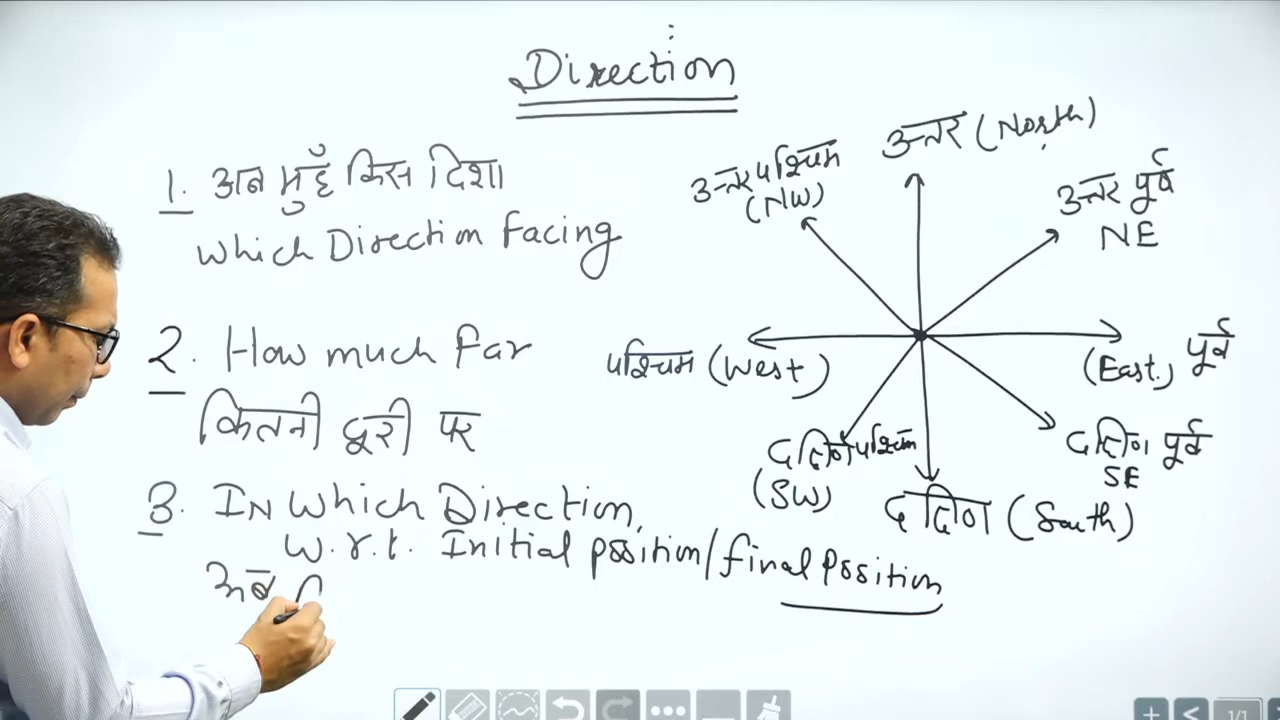 Direction
1. अब मुहँ किस दिशा
Which Direction Facing
2. How much Far
कितनी दूरी पर
3. In Which Direction,
w.r.t. Initial position/final position
अब
उत्तर (North)
उत्तर पश्चिम
(NW)
उत्तर पूर्व
NE
पश्चिम (West)
(East) पूर्व
दक्षिण पश्चिम
(SW)
दक्षिण पूर्व
SE
दक्षिण (South)
1/1